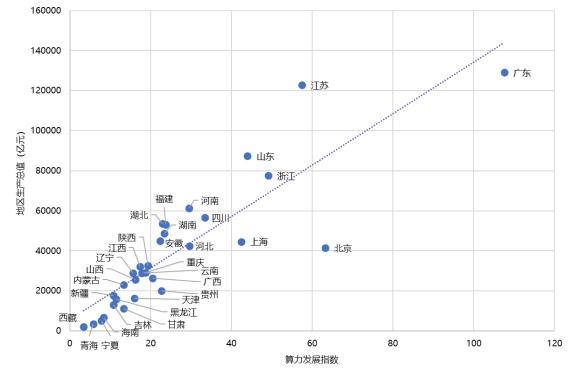 160000
140000
120000
100000
80000
60000
40000
20000
0
地区生产总值（亿元）
广东
江苏
山东
浙江
福建
河南
湖北
湖南
四川
安徽
河北
上海
北京
陕西
江西
重庆
辽宁
云南
山西
广西
内蒙古
贵州
新疆
天津
黑龙江
西藏
吉林
甘肃
海南
青海 宁夏
0 20 40 60 80 100 120
算力发展指数